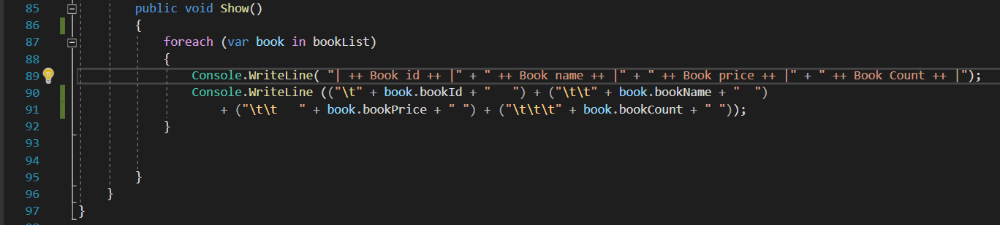 85 public void Show()
86 {
87 foreach (var book in bookList)
88 {
89 Console.WriteLine( "| ++ Book id ++ |" + " ++ Book name ++ |" + " ++ Book price ++ |" + " ++ Book Count ++ |");
90 Console.WriteLine (("\t" + book.bookId + "   ") + ("\t\t" + book.bookName + "  ")
91 + ("\t\t   " + book.bookPrice + " ") + ("\t\t\t" + book.bookCount + " "));
92 }
93
94
95 }
96 }
97 }